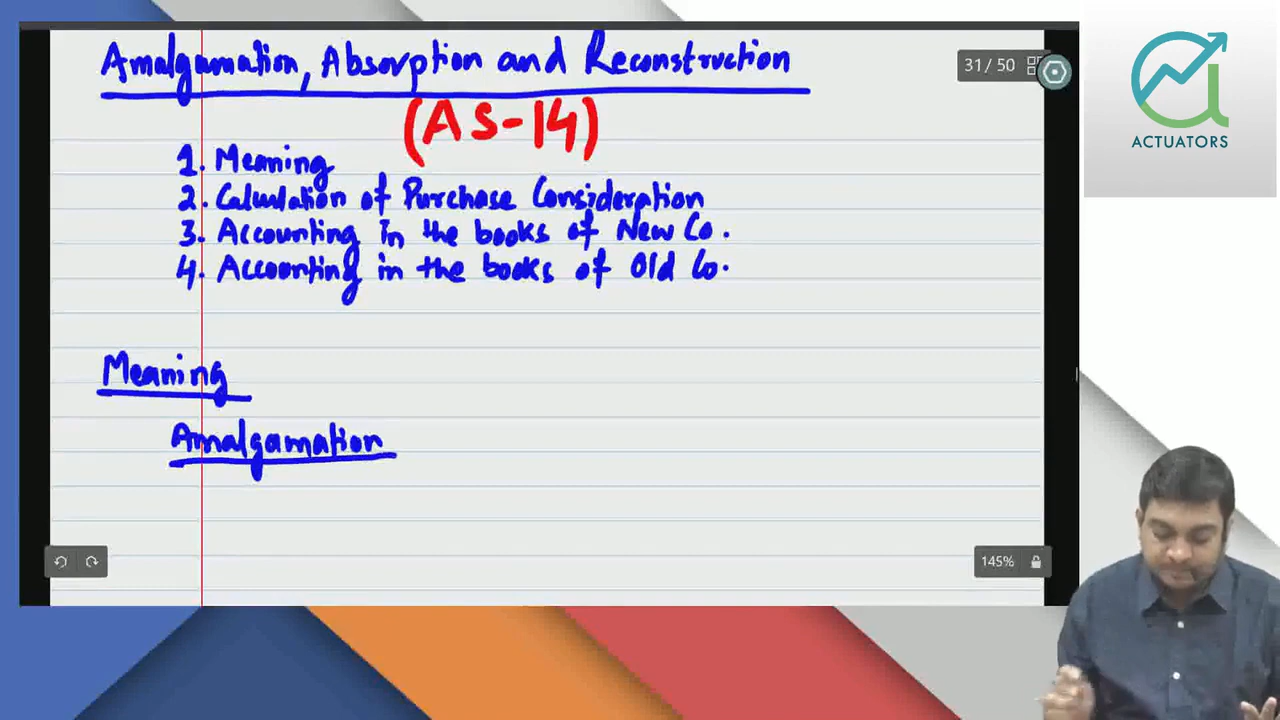 Amalgamation, Absorption and Reconstruction
(AS-14)
1. Meaning
2. Calculation of Purchase Consideration
3. Accounting In the books of New Co.
4. Accounting in the books of Old Co.
Meaning
Amalgamation
31 / 50
145%
ACTUATORS